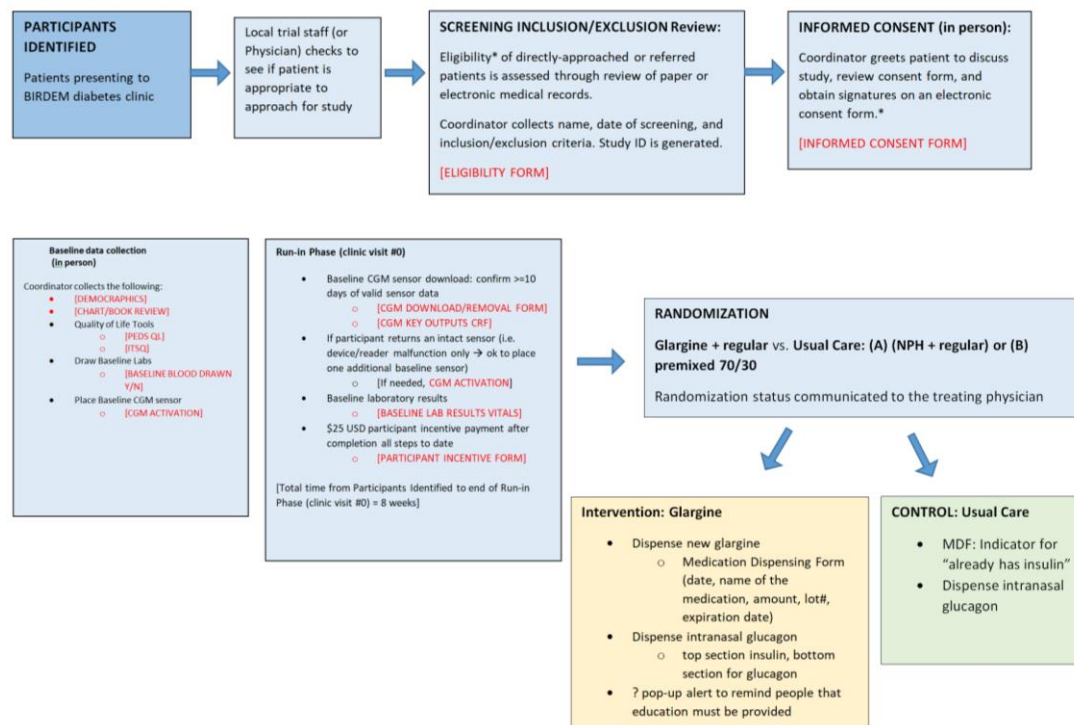 PARTICIPANTS
IDENTIFIED
Patients presenting to
BIRDEM diabetes clinic
Local trial staff (or
Physician) checks to
see if patient is
appropriate to
approach for study
SCREENING INCLUSION/EXCLUSION Review:
Eligibility* of directly-approached or referred
patients is assessed through review of paper or
electronic medical records.
Coordinator collects name, date of screening, and
inclusion/exclusion criteria. Study ID is generated.
[ELIGIBILITY FORM]
INFORMED CONSENT (in person):
Coordinator greets patient to discuss
study, review consent form, and
obtain signatures on an electronic
consent form.*
[INFORMED CONSENT FORM]
Baseline data collection
(in person)
Coordinator collects the following:
• [DEMOGRAPHICS]
• [CHART/BOOK REVIEW]
• Quality of Life Tools
o [PEDS QL]
o [ITSQ]
• Draw Baseline Labs
o [BASELINE BLOOD DRAWN
Y/N]
• Place Baseline CGM sensor
o [CGM ACTIVATION]
Run-in Phase (clinic visit #0)
• Baseline CGM sensor download: confirm >=10
days of valid sensor data
o [CGM DOWNLOAD/REMOVAL FORM]
o [CGM KEY OUTPUTS CRF]
• If participant returns an intact sensor (i.e.
device/reader malfunction only → ok to place
one additional baseline sensor)
o [If needed, CGM ACTIVATION]
• Baseline laboratory results
o [BASELINE LAB RESULTS VITALS]
• $25 USD participant incentive payment after
completion all steps to date
o [PARTICIPANT INCENTIVE FORM]
[Total time from Participants Identified to end of Run-in
Phase (clinic visit #0) = 8 weeks]
RANDOMIZATION
Glargine + regular vs. Usual Care: (A) (NPH + regular) or (B)
premixed 70/30
Randomization status communicated to the treating physician
Intervention: Glargine
• Dispense new glargine
o Medication Dispensing Form
(date, name of the
medication, amount, lot#,
expiration date)
• Dispense intranasal glucagon
o top section insulin, bottom
section for glucagon
• ? pop-up alert to remind people that
education must be provided
CONTROL: Usual Care
• MDF: Indicator for
“already has insulin”
• Dispense intranasal
glucagon